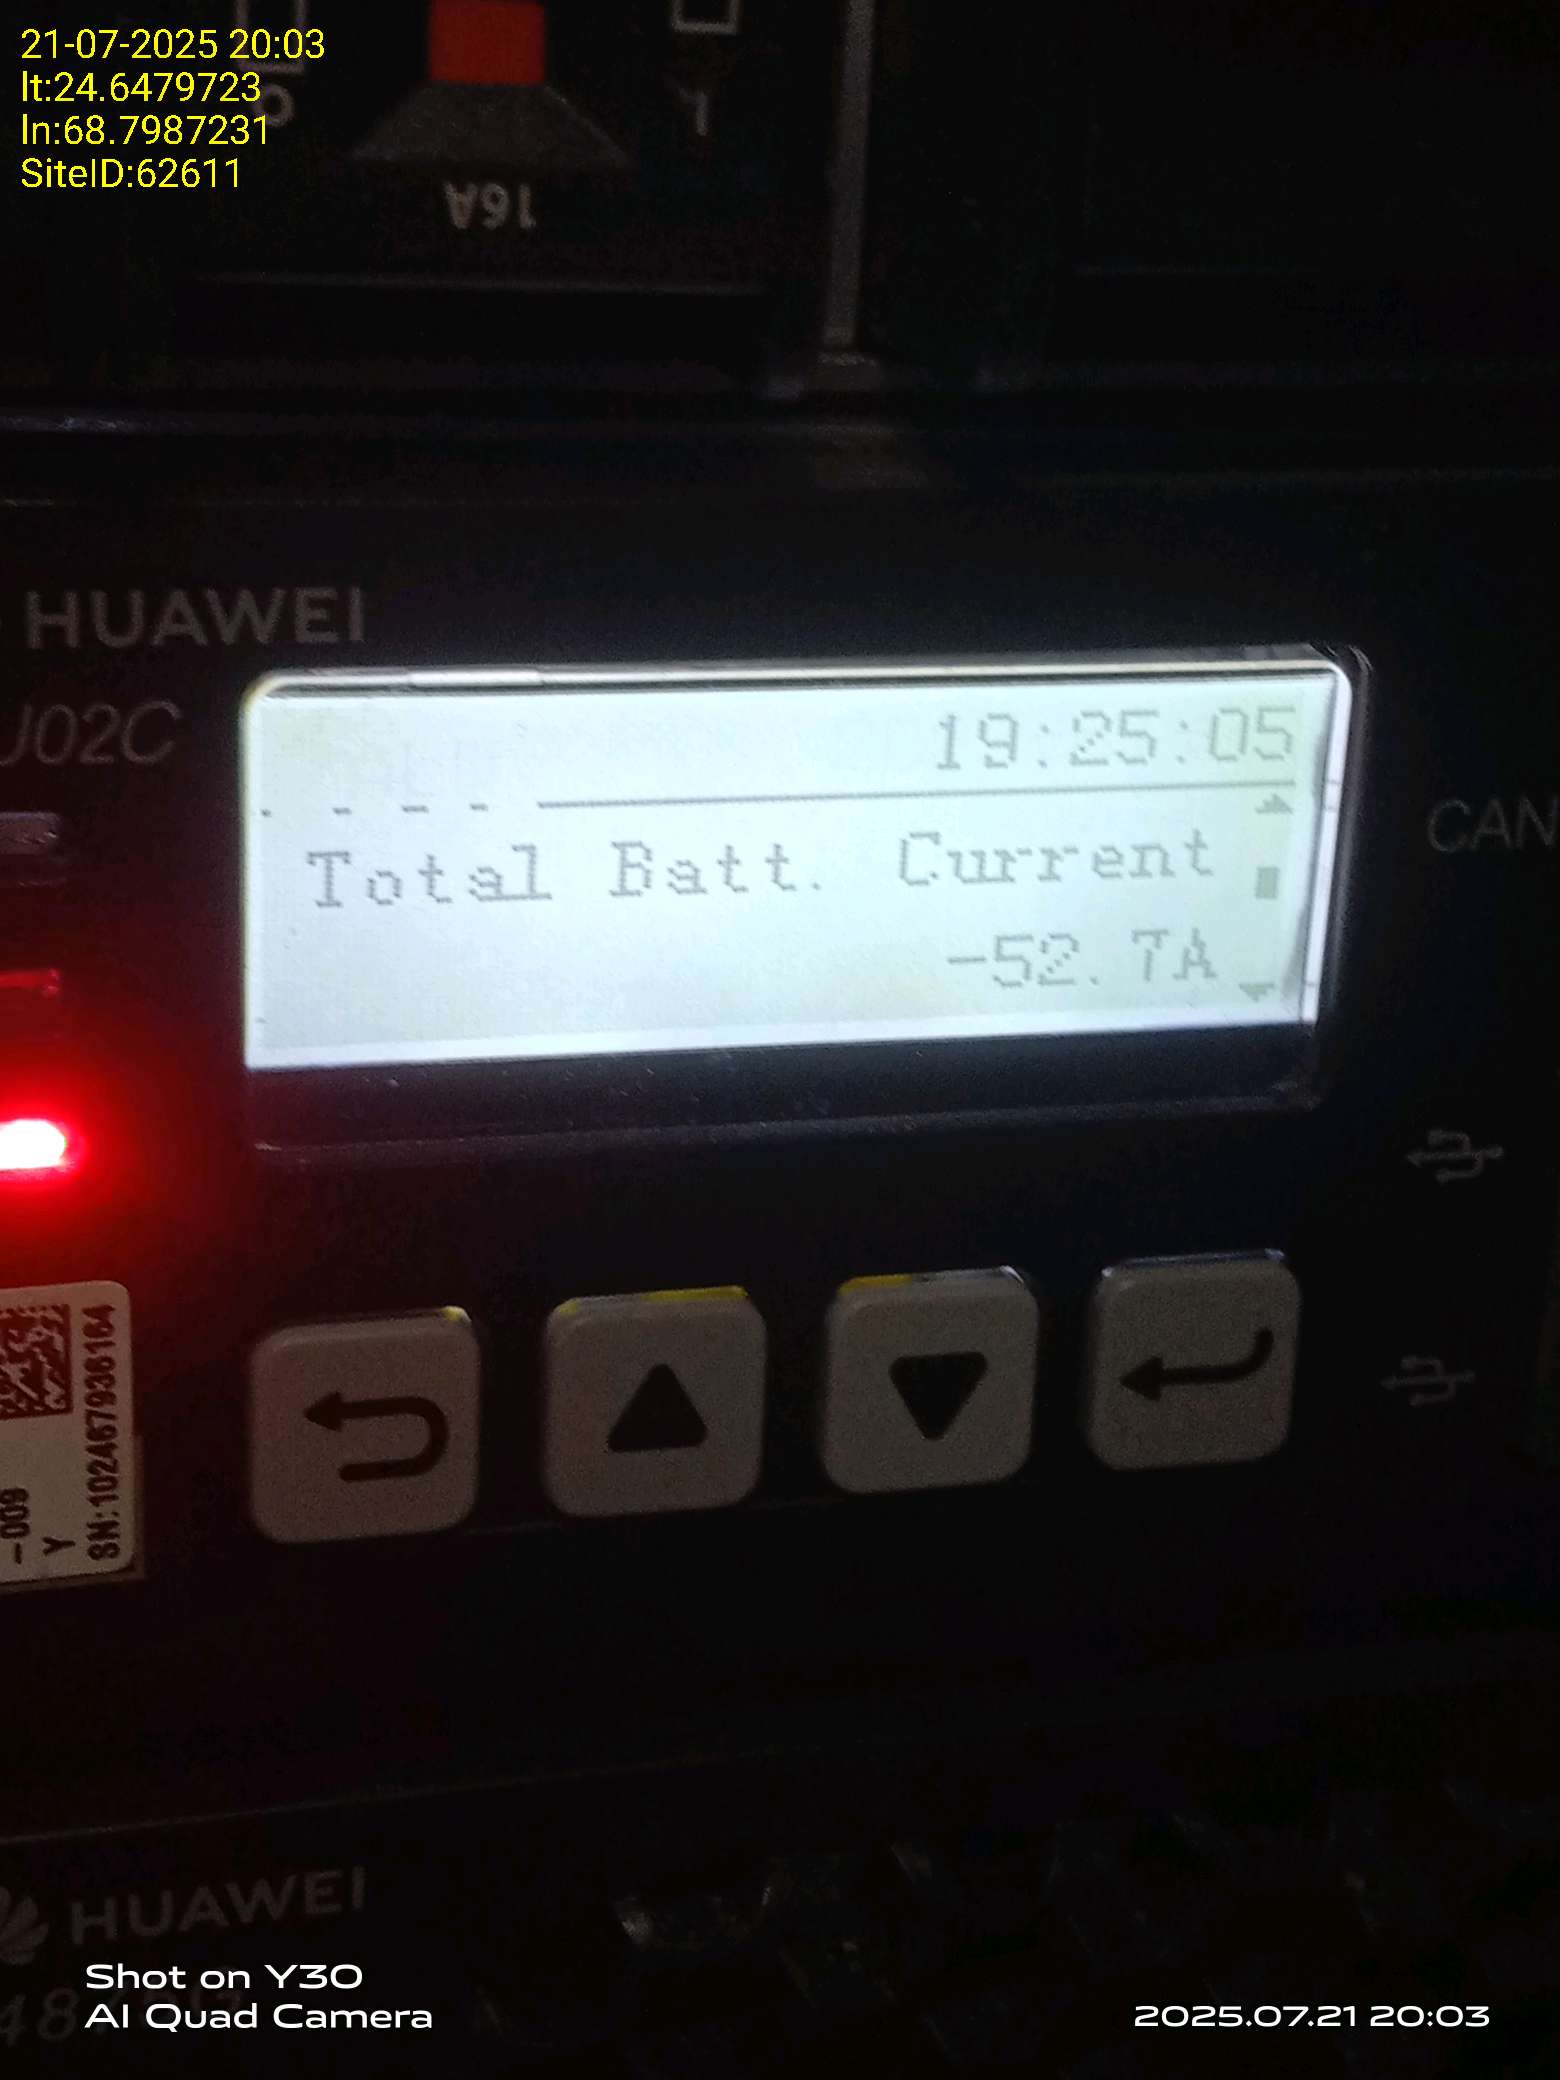 21-07-2025 20:03
lt:24.6479723
ln:68.7987231
SiteID:62611
Y
16A
HUAWEI
U02C
19:25:05
Total Batt. Current
-52.7A
CAN
-009
Y
SN:102467936164
HUAWEI
Shot on Y30
AI Quad Camera
2025.07.21 20:03